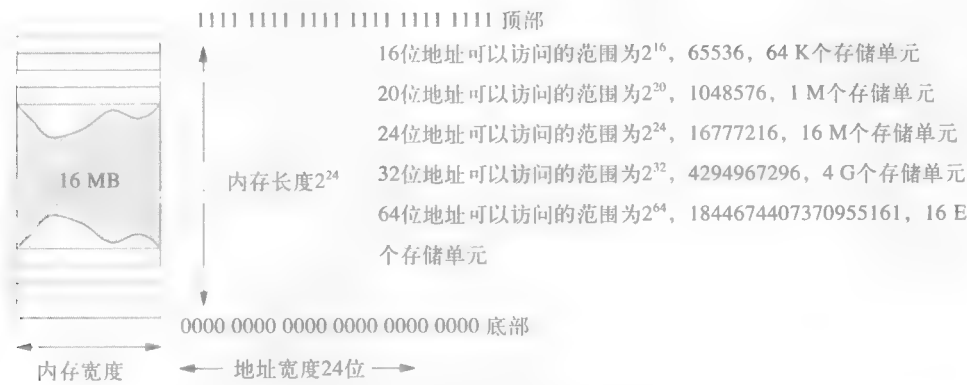 1111 1111 1111 1111 1111 1111 顶部
16位地址可以访问的范围为2¹⁶，65536，64 K个存储单元
20位地址可以访问的范围为2²⁰，1048576，1 M个存储单元
24位地址可以访问的范围为2²⁴，16777216，16 M个存储单元
32位地址可以访问的范围为2³²，4294967296，4 G个存储单元
64位地址可以访问的范围为2⁶⁴，1844674407370955161，16 E
个存储单元
16 MB
内存长度2²⁴
0000 0000 0000 0000 0000 0000 底部
内存宽度
地址宽度24位